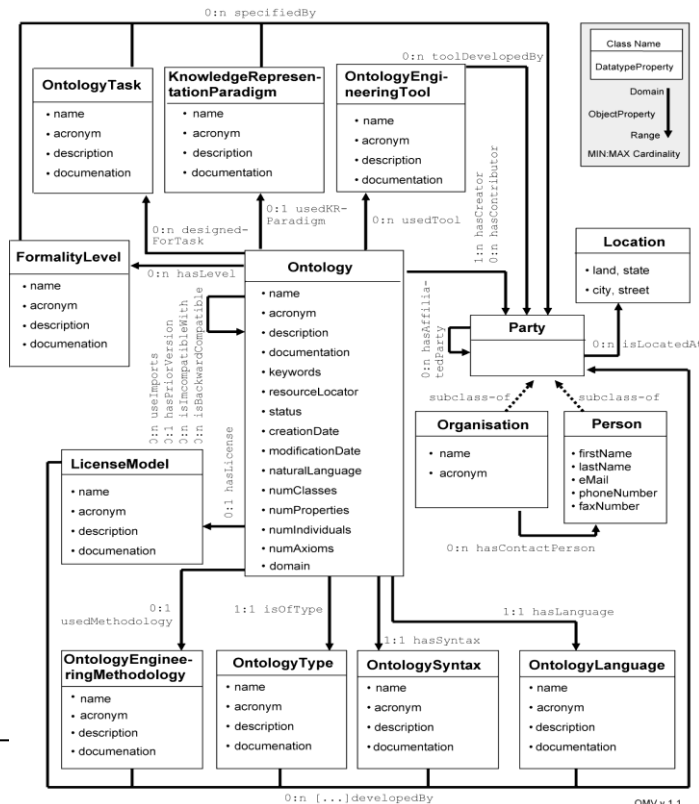 0:n specifiedBy
Class Name
DatatypeProperty
Domain
ObjectProperty
Range
MIN:MAX Cardinality
0:n toolDevelopedBy
OntologyTask
• name
• acronym
• description
• documenation
KnowledgeRepresen-
tationParadigm
• name
• acronym
• description
• documenation
OntologyEngi-
neeringTool
• name
• acronym
• description
• documentation
0:n designed-
ForTask
0:1 usedKR-
Paradigm
0:n usedTool
1:n hasCreator
0:n hasContributor
FormalityLevel
• name
• acronym
• description
• documenation
0:n hasLevel
Ontology
• name
• acronym
• description
• documentation
• keywords
• resourceLocator
• status
• creationDate
• modificationDate
• naturalLanguage
• numClasses
• numProperties
• numIndividuals
• numAxioms
• domain
Location
• land, state
• city, street
0:n useImports
0:1 hasPriorVersion
0:n isImcompatibleWith
0:n isBackwardCompatible
0:n hasAffilia-
tedParty
Party
0:n isLocatedAt
subclass-of
subclass-of
Organisation
• name
• acronym
Person
• firstName
• lastName
• eMail
• phoneNumber
• faxNumber
0:n hasContactPerson
LicenseModel
• name
• acronym
• description
• documenation
0:1 hasLicense
0:1
usedMethodology
1:1 isOfType
1:1 hasSyntax
1:1 hasLanguage
OntologyEnginee-
ringMethodology
• name
• acronym
• description
• documentation
OntologyType
• name
• acronym
• description
• documentation
OntologySyntax
• name
• acronym
• description
• documentation
OntologyLanguage
• name
• acronym
• description
• documentation
0:n [...]developedBy
OMV v 1.1